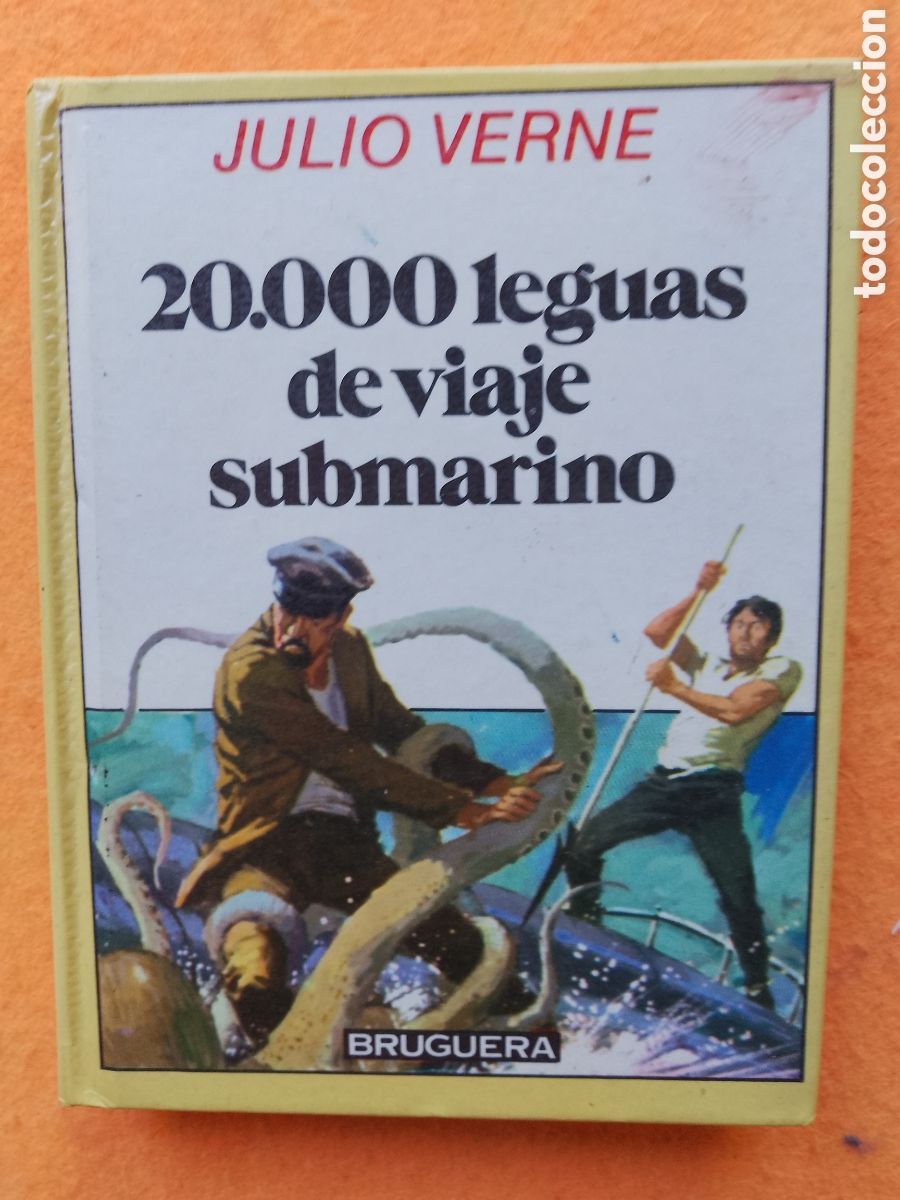 JULIO VERNE
20.000 leguas
de viaje
submarino
BRUGUERA
todocoleccion